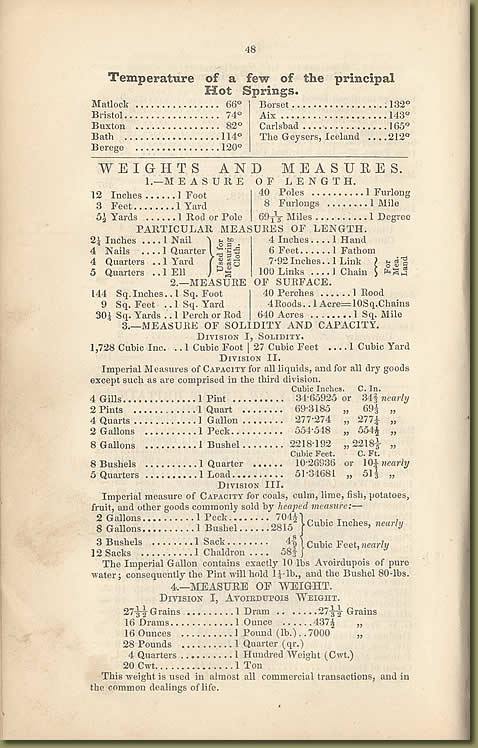 48
Temperature of a few of the principal
Hot Springs.
Matlock ................ 66°
Bristol ................ 74°
Buxton ................ 82°
Bath ................ 114°
Berege ................ 120°
Borset ................ 132°
Aix ................ 143°
Carlsbad ................ 165°
The Geysers, Iceland .... 212°
WEIGHTS AND MEASURES.
1.—MEASURE OF LENGTH.
12 Inches ...... 1 Foot
3 Feet ........ 1 Yard
5½ Yards ...... 1 Rod or Pole
40 Poles .......... 1 Furlong
8 Furlongs ........ 1 Mile
69 1/15 Miles .......... 1 Degree
PARTICULAR MEASURES OF LENGTH.
2¼ Inches .... 1 Nail
4 Nails .... 1 Quarter
4 Quarters .. 1 Yard
5 Quarters .. 1 Ell
Used for
Measuring
Cloth.
4 Inches .... 1 Hand
6 Feet ...... 1 Fathom
7·92 Inches .. 1 Link
100 Links .... 1 Chain
For
Mea.
Land
2.—MEASURE OF SURFACE.
144 Sq. Inches .. 1 Sq. Foot
9 Sq. Feet .. 1 Sq. Yard
30¼ Sq. Yards .. 1 Perch or Rod
40 Perches ...... 1 Rood
4 Roods .. 1 Acre=10Sq.Chains
640 Acres ........ 1 Sq. Mile
3.—MEASURE OF SOLIDITY AND CAPACITY.
DIVISION I, SOLIDITY.
1,728 Cubic Inc. .. 1 Cubic Foot | 27 Cubic Feet .... 1 Cubic Yard
DIVISION II.
Imperial Measures of CAPACITY for all liquids, and for all dry goods
except such as are comprised in the third division.
Cubic Inches. C. In.
4 Gills ............ 1 Pint .......... 34·65925 or 34⅔ nearly
2 Pints ............ 1 Quart ........ 69·3185 „ 69⅓ „
4 Quarts ............ 1 Gallon ........ 277·274 „ 277¼ „
2 Gallons ............ 1 Peck ........ 554·548 „ 554½ „
8 Gallons ............ 1 Bushel ........ 2218·192 „ 2218⅕ „
Cubic Feet. C. Ft.
8 Bushels ............ 1 Quarter ...... 10·26936 or 10¼ nearly
5 Quarters ............ 1 Load .......... 51·34681 „ 51⅓ „
DIVISION III.
Imperial measure of CAPACITY for coals, culm, lime, fish, potatoes,
fruit, and other goods commonly sold by heaped measure:—
2 Gallons ........ 1 Peck ........ 704½
8 Gallons ........ 1 Bushel ...... 2815
Cubic Inches, nearly
3 Bushels ........ 1 Sack ........ 4 8/9
12 Sacks .......... 1 Chaldron .... 58⅔
Cubic Feet, nearly
The Imperial Gallon contains exactly 10 lbs Avoirdupois of pure
water; consequently the Pint will hold 1¼-lb., and the Bushel 80-lbs.
4.—MEASURE OF WEIGHT.
DIVISION I, AVOIRDUPOIS WEIGHT.
27 11/32 Grains ......... 1 Dram .. ...... 27 11/32 Grains
16 Drams ........... 1 Ounce ...... 437½ „
16 Ounces .......... 1 Pound (lb.) .. 7000 „
28 Pounds .......... 1 Quarter (qr.)
4 Quarters .......... 1 Hundred Weight (Cwt.)
20 Cwt. .............. 1 Ton
This weight is used in almost all commercial transactions, and in
the common dealings of life.